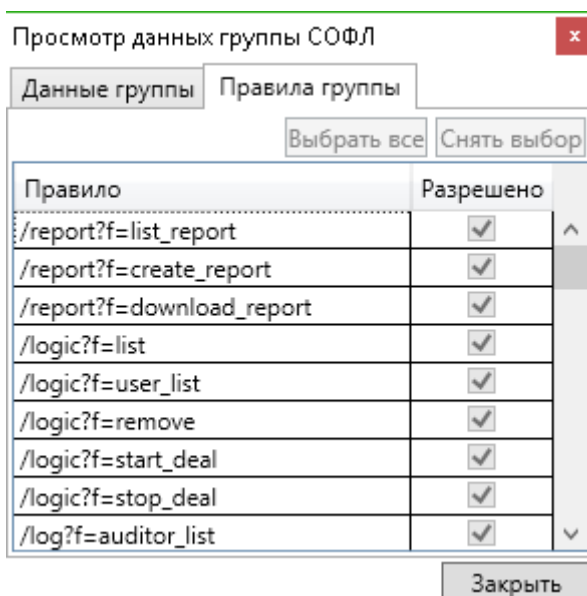 Просмотр данных группы СОФЛ
x
Данные группы Правила группы
Выбрать все Снять выбор
Правило Разрешено
/report?f=list_report
/report?f=create_report
/report?f=download_report
/logic?f=list
/logic?f=user_list
/logic?f=remove
/logic?f=start_deal
/logic?f=stop_deal
/log?f=auditor_list
Закрыть